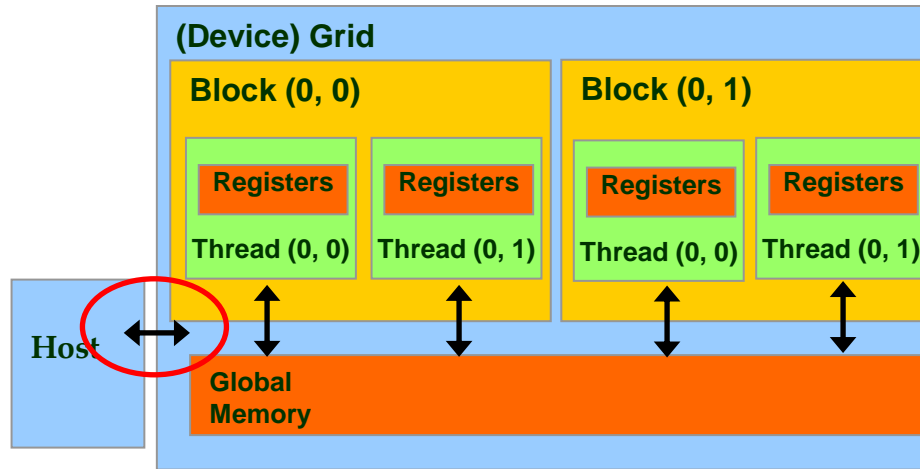 (Device) Grid
Block (0, 0)
Block (0, 1)
Registers
Registers
Registers
Registers
Thread (0, 0)
Thread (0, 1)
Thread (0, 0)
Thread (0, 1)
Host
Global
Memory